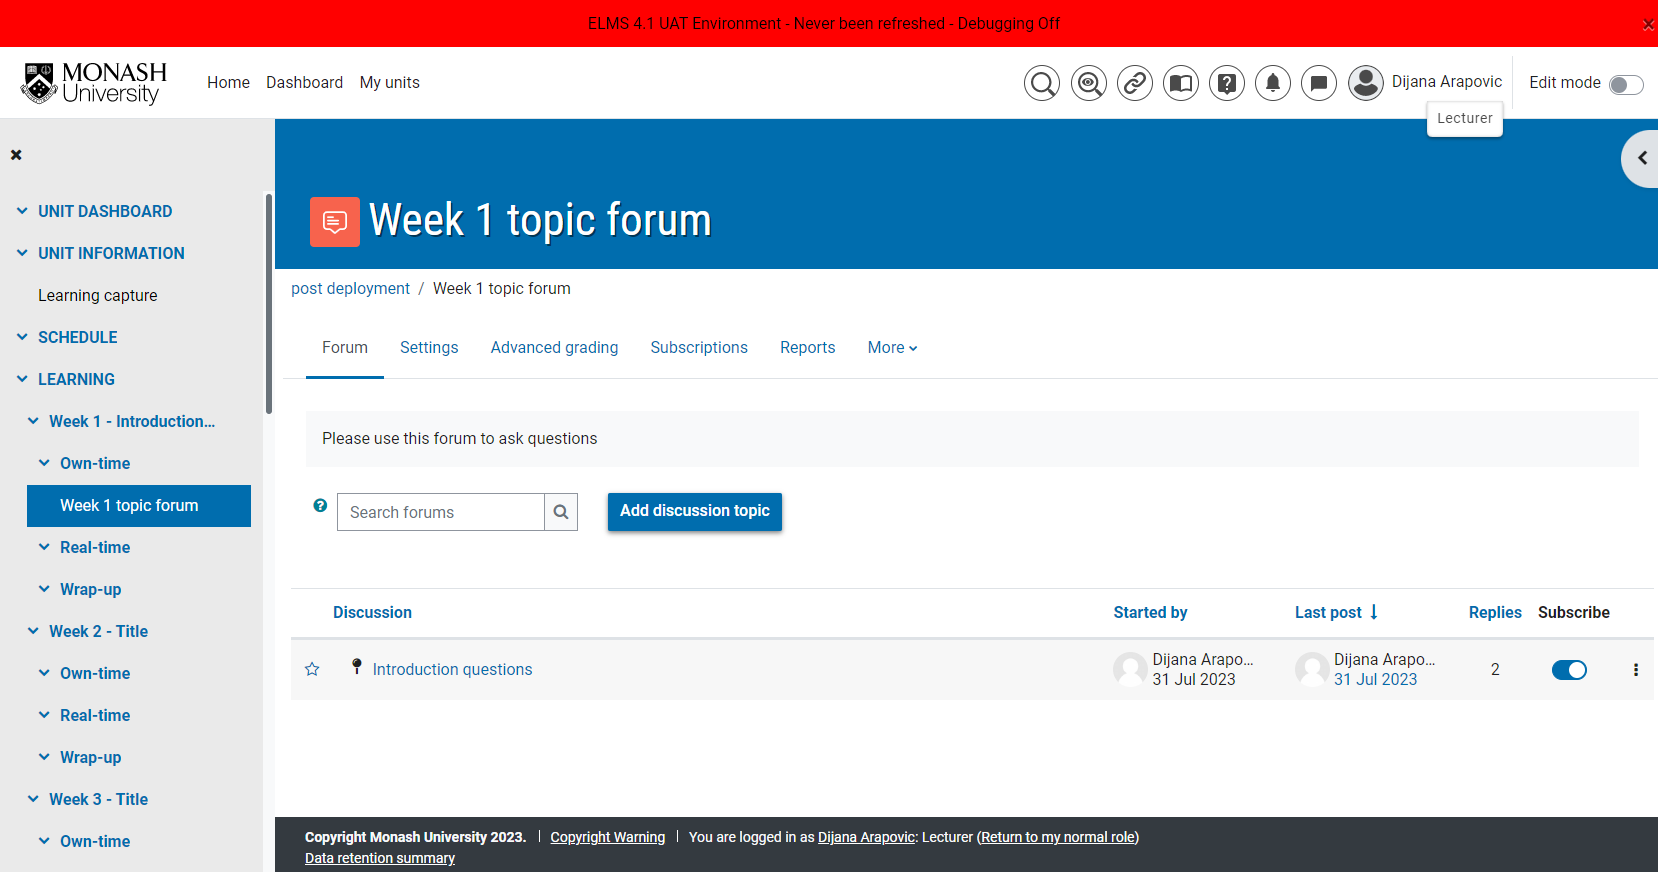 ELMS 4.1 UAT Environment - Never been refreshed - Debugging Off
MONASH
University
Home Dashboard My units
Dijana Arapovic
Edit mode
Lecturer
UNIT DASHBOARD
UNIT INFORMATION
Learning capture
SCHEDULE
LEARNING
Week 1 - Introduction...
Own-time
Week 1 topic forum
Real-time
Wrap-up
Week 2 - Title
Own-time
Real-time
Wrap-up
Week 3 - Title
Own-time
Week 1 topic forum
post deployment / Week 1 topic forum
Forum Settings Advanced grading Subscriptions Reports More
Please use this forum to ask questions
Search forums
Add discussion topic
Discussion Started by Last post Replies Subscribe
Introduction questions
Dijana Arapo...
31 Jul 2023
Dijana Arapo...
31 Jul 2023
2
Copyright Monash University 2023. | Copyright Warning | You are logged in as Dijana Arapovic: Lecturer (Return to my normal role)
Data retention summary